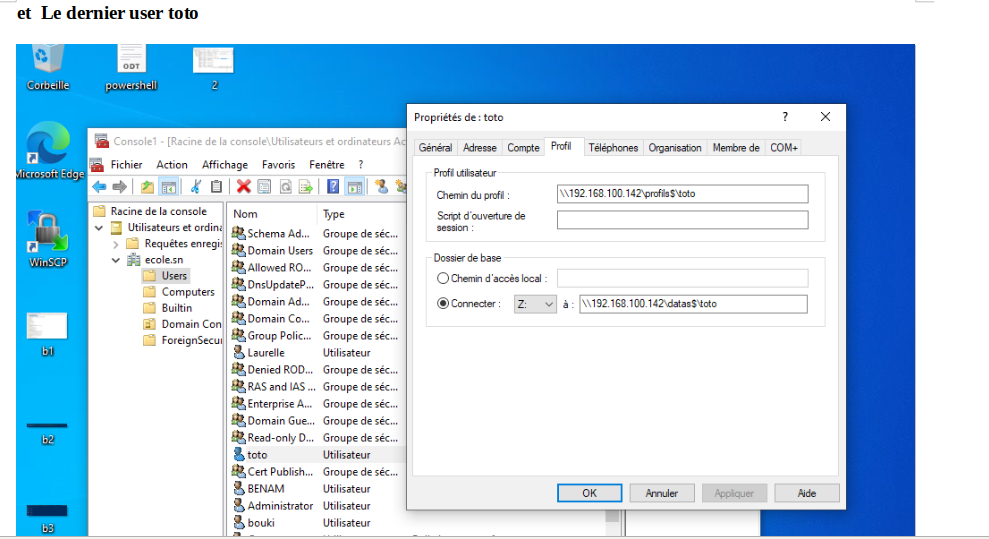 et Le dernier user toto
Corbeille
ODT
powershell
2
Microsoft Edge
WinSCP
b1
b2
b3
Console1 - [Racine de la console\Utilisateurs et ordinateurs Ac
Fichier Action Affichage Favoris Fenêtre ?
Racine de la console
Utilisateurs et ordina
Requêtes enregi
ecole.sn
Users
Computers
Builtin
Domain Con
ForeignSecur
Nom Type
Schema Ad... Groupe de séc...
Domain Users Groupe de séc...
Allowed RO... Groupe de séc...
DnsUpdateP... Groupe de séc...
Domain Ad... Groupe de séc...
Domain Co... Groupe de séc...
Group Polic... Groupe de séc...
Laurelle Utilisateur
Denied ROD... Groupe de séc...
RAS and IAS ... Groupe de séc...
Enterprise A... Groupe de séc...
Domain Gue... Groupe de séc...
Read-only D... Groupe de séc...
toto Utilisateur
Cert Publish... Groupe de séc...
BENAM Utilisateur
Administrator Utilisateur
bouki Utilisateur
Propriétés de : toto ?
Général Adresse Compte Profil Téléphones Organisation Membre de COM+
Profil utilisateur
Chemin du profil : \\192.168.100.142\profils$\toto
Script d'ouverture de
session :
Dossier de base
Chemin d'accès local :
Connecter : Z: à : \\192.168.100.142\datas$\toto
OK Annuler Appliquer Aide